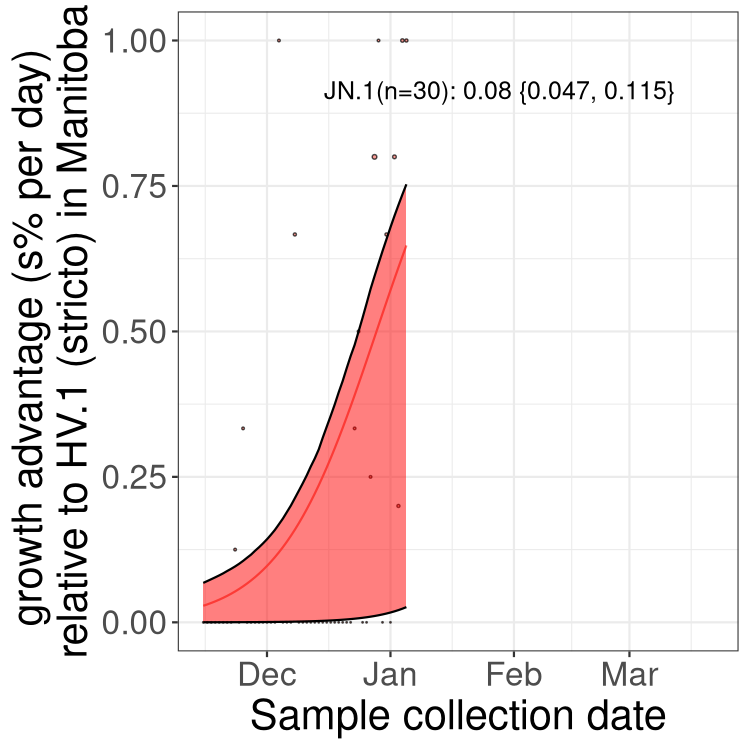 growth advantage (s% per day)
relative to HV.1 (stricto) in Manitoba
1.00
0.75
0.50
0.25
0.00
JN.1(n=30): 0.08 {0.047, 0.115}
Dec Jan Feb Mar
Sample collection date